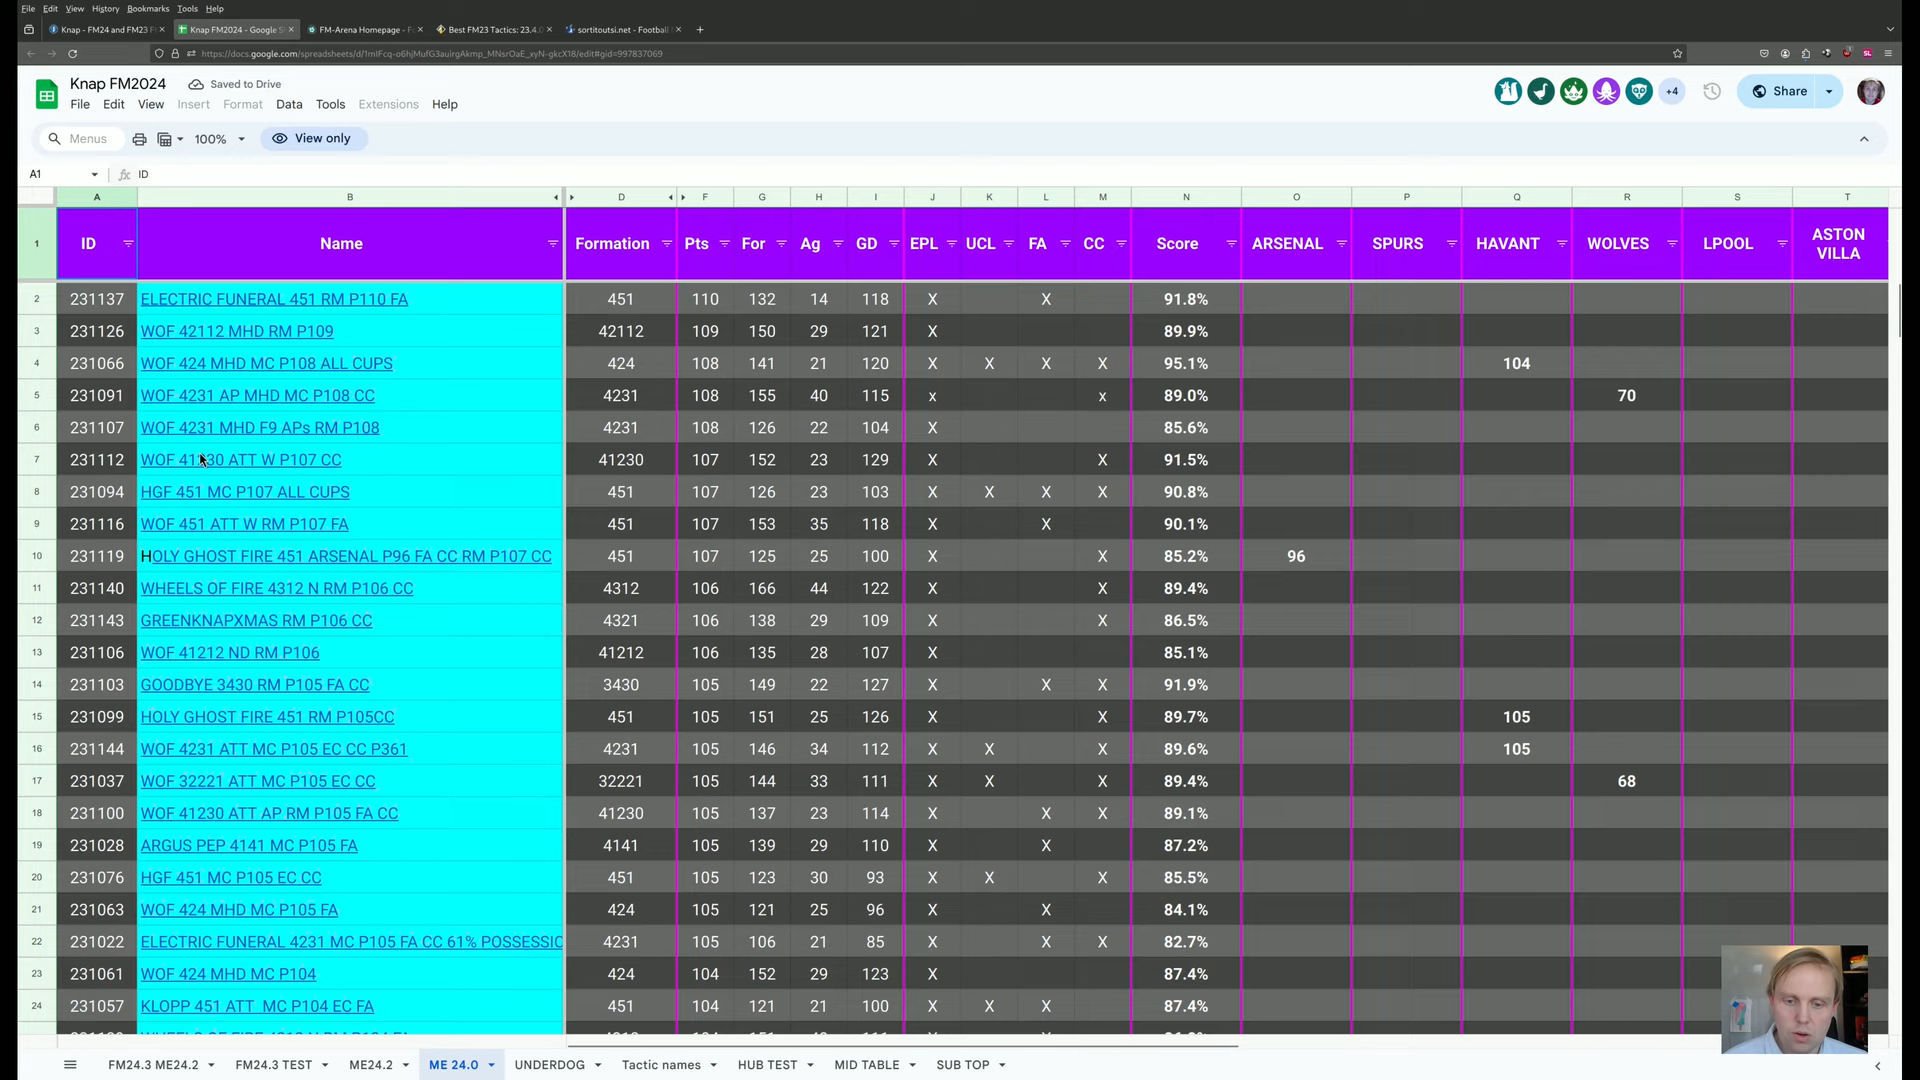 File Edit View History Bookmarks Tools Help
Knap - FM24 and FM23 F
Knap FM2024 - Google S
FM-Arena Homepage - F
Best FM23 Tactics: 23.4.0
sortitoutsi.net - Football
Knap FM2024 Saved to Drive
File Edit View Insert Format Data Tools Extensions Help
+4
Share
Menus 100% View only
A1 fx ID
A B D F G H I J K L M N O P Q R S T
1 ID Name Formation Pts For Ag GD EPL UCL FA CC Score ARSENAL SPURS HAVANT WOLVES LPOOL ASTON VILLA
2 231137 ELECTRIC FUNERAL 451 RM P110 FA 451 110 132 14 118 X X 91.8%
3 231126 WOF 42112 MHD RM P109 42112 109 150 29 121 X 89.9%
4 231066 WOF 424 MHD MC P108 ALL CUPS 424 108 141 21 120 X X X X 95.1% 104
5 231091 WOF 4231 AP MHD MC P108 CC 4231 108 155 40 115 x x 89.0% 70
6 231107 WOF 4231 MHD F9 APs RM P108 4231 108 126 22 104 X 85.6%
7 231112 WOF 41230 ATT W P107 CC 41230 107 152 23 129 X X 91.5%
8 231094 HGF 451 MC P107 ALL CUPS 451 107 126 23 103 X X X X 90.8%
9 231116 WOF 451 ATT W RM P107 FA 451 107 153 35 118 X X 90.1%
10 231119 HOLY GHOST FIRE 451 ARSENAL P96 FA CC RM P107 CC 451 107 125 25 100 X X 85.2% 96
11 231140 WHEELS OF FIRE 4312 N RM P106 CC 4312 106 166 44 122 X X 89.4%
12 231143 GREENKNAPXMAS RM P106 CC 4321 106 138 29 109 X X 86.5%
13 231106 WOF 41212 ND RM P106 41212 106 135 28 107 X 85.1%
14 231103 GOODBYE 3430 RM P105 FA CC 3430 105 149 22 127 X X X 91.9%
15 231099 HOLY GHOST FIRE 451 RM P105CC 451 105 151 25 126 X X 89.7% 105
16 231144 WOF 4231 ATT MC P105 EC CC P361 4231 105 146 34 112 X X X 89.6% 105
17 231037 WOF 32221 ATT MC P105 EC CC 32221 105 144 33 111 X X X 89.4% 68
18 231100 WOF 41230 ATT AP RM P105 FA CC 41230 105 137 23 114 X X X 89.1%
19 231028 ARGUS PEP 4141 MC P105 FA 4141 105 139 29 110 X X 87.2%
20 231076 HGF 451 MC P105 EC CC 451 105 123 30 93 X X X 85.5%
21 231063 WOF 424 MHD MC P105 FA 424 105 121 25 96 X X 84.1%
22 231022 ELECTRIC FUNERAL 4231 MC P105 FA CC 61% POSSESSIO 4231 105 106 21 85 X X X 82.7%
23 231061 WOF 424 MHD MC P104 424 104 152 29 123 X 87.4%
24 231057 KLOPP 451 ATT MC P104 EC FA 451 104 121 21 100 X X X 87.4%
FM24.3 ME24.2 FM24.3 TEST ME24.2 ME 24.0 UNDERDOG Tactic names HUB TEST MID TABLE SUB TOP